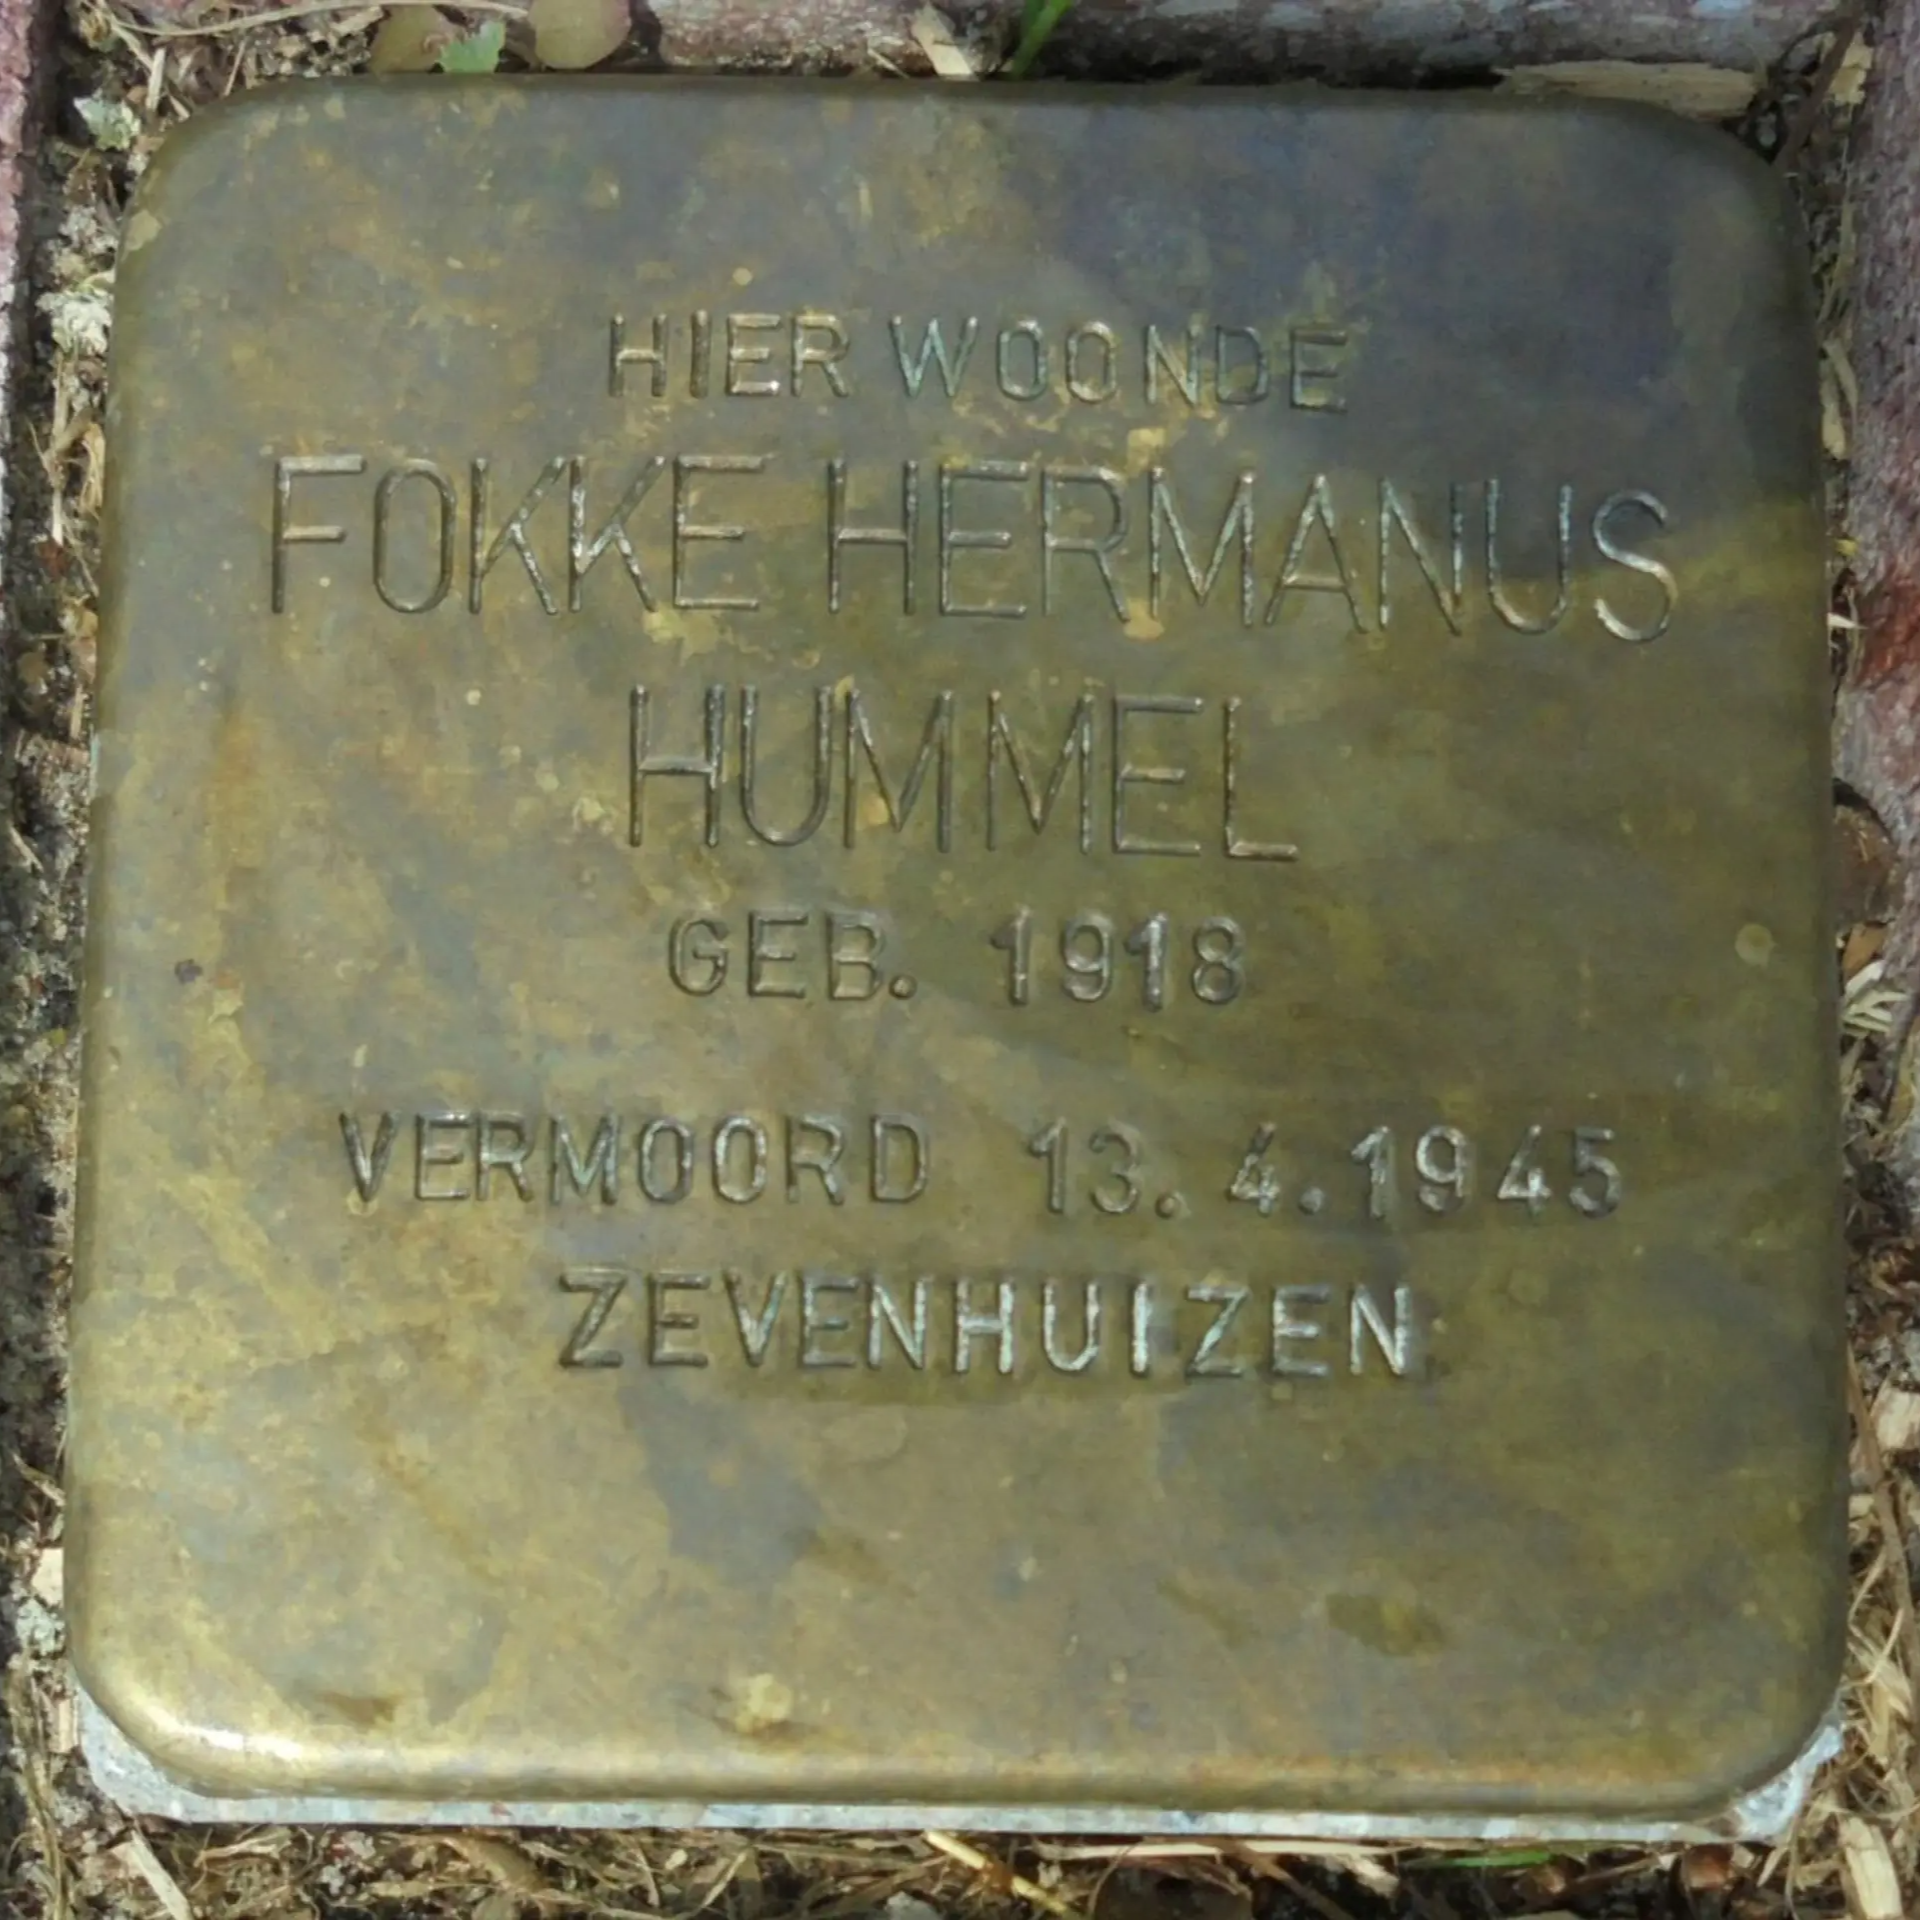 HIER WOONDE
FOKKE HERMANUS
HUMMEL
GEB. 1918
VERMOORD 13.4.1945
ZEVENHUIZEN